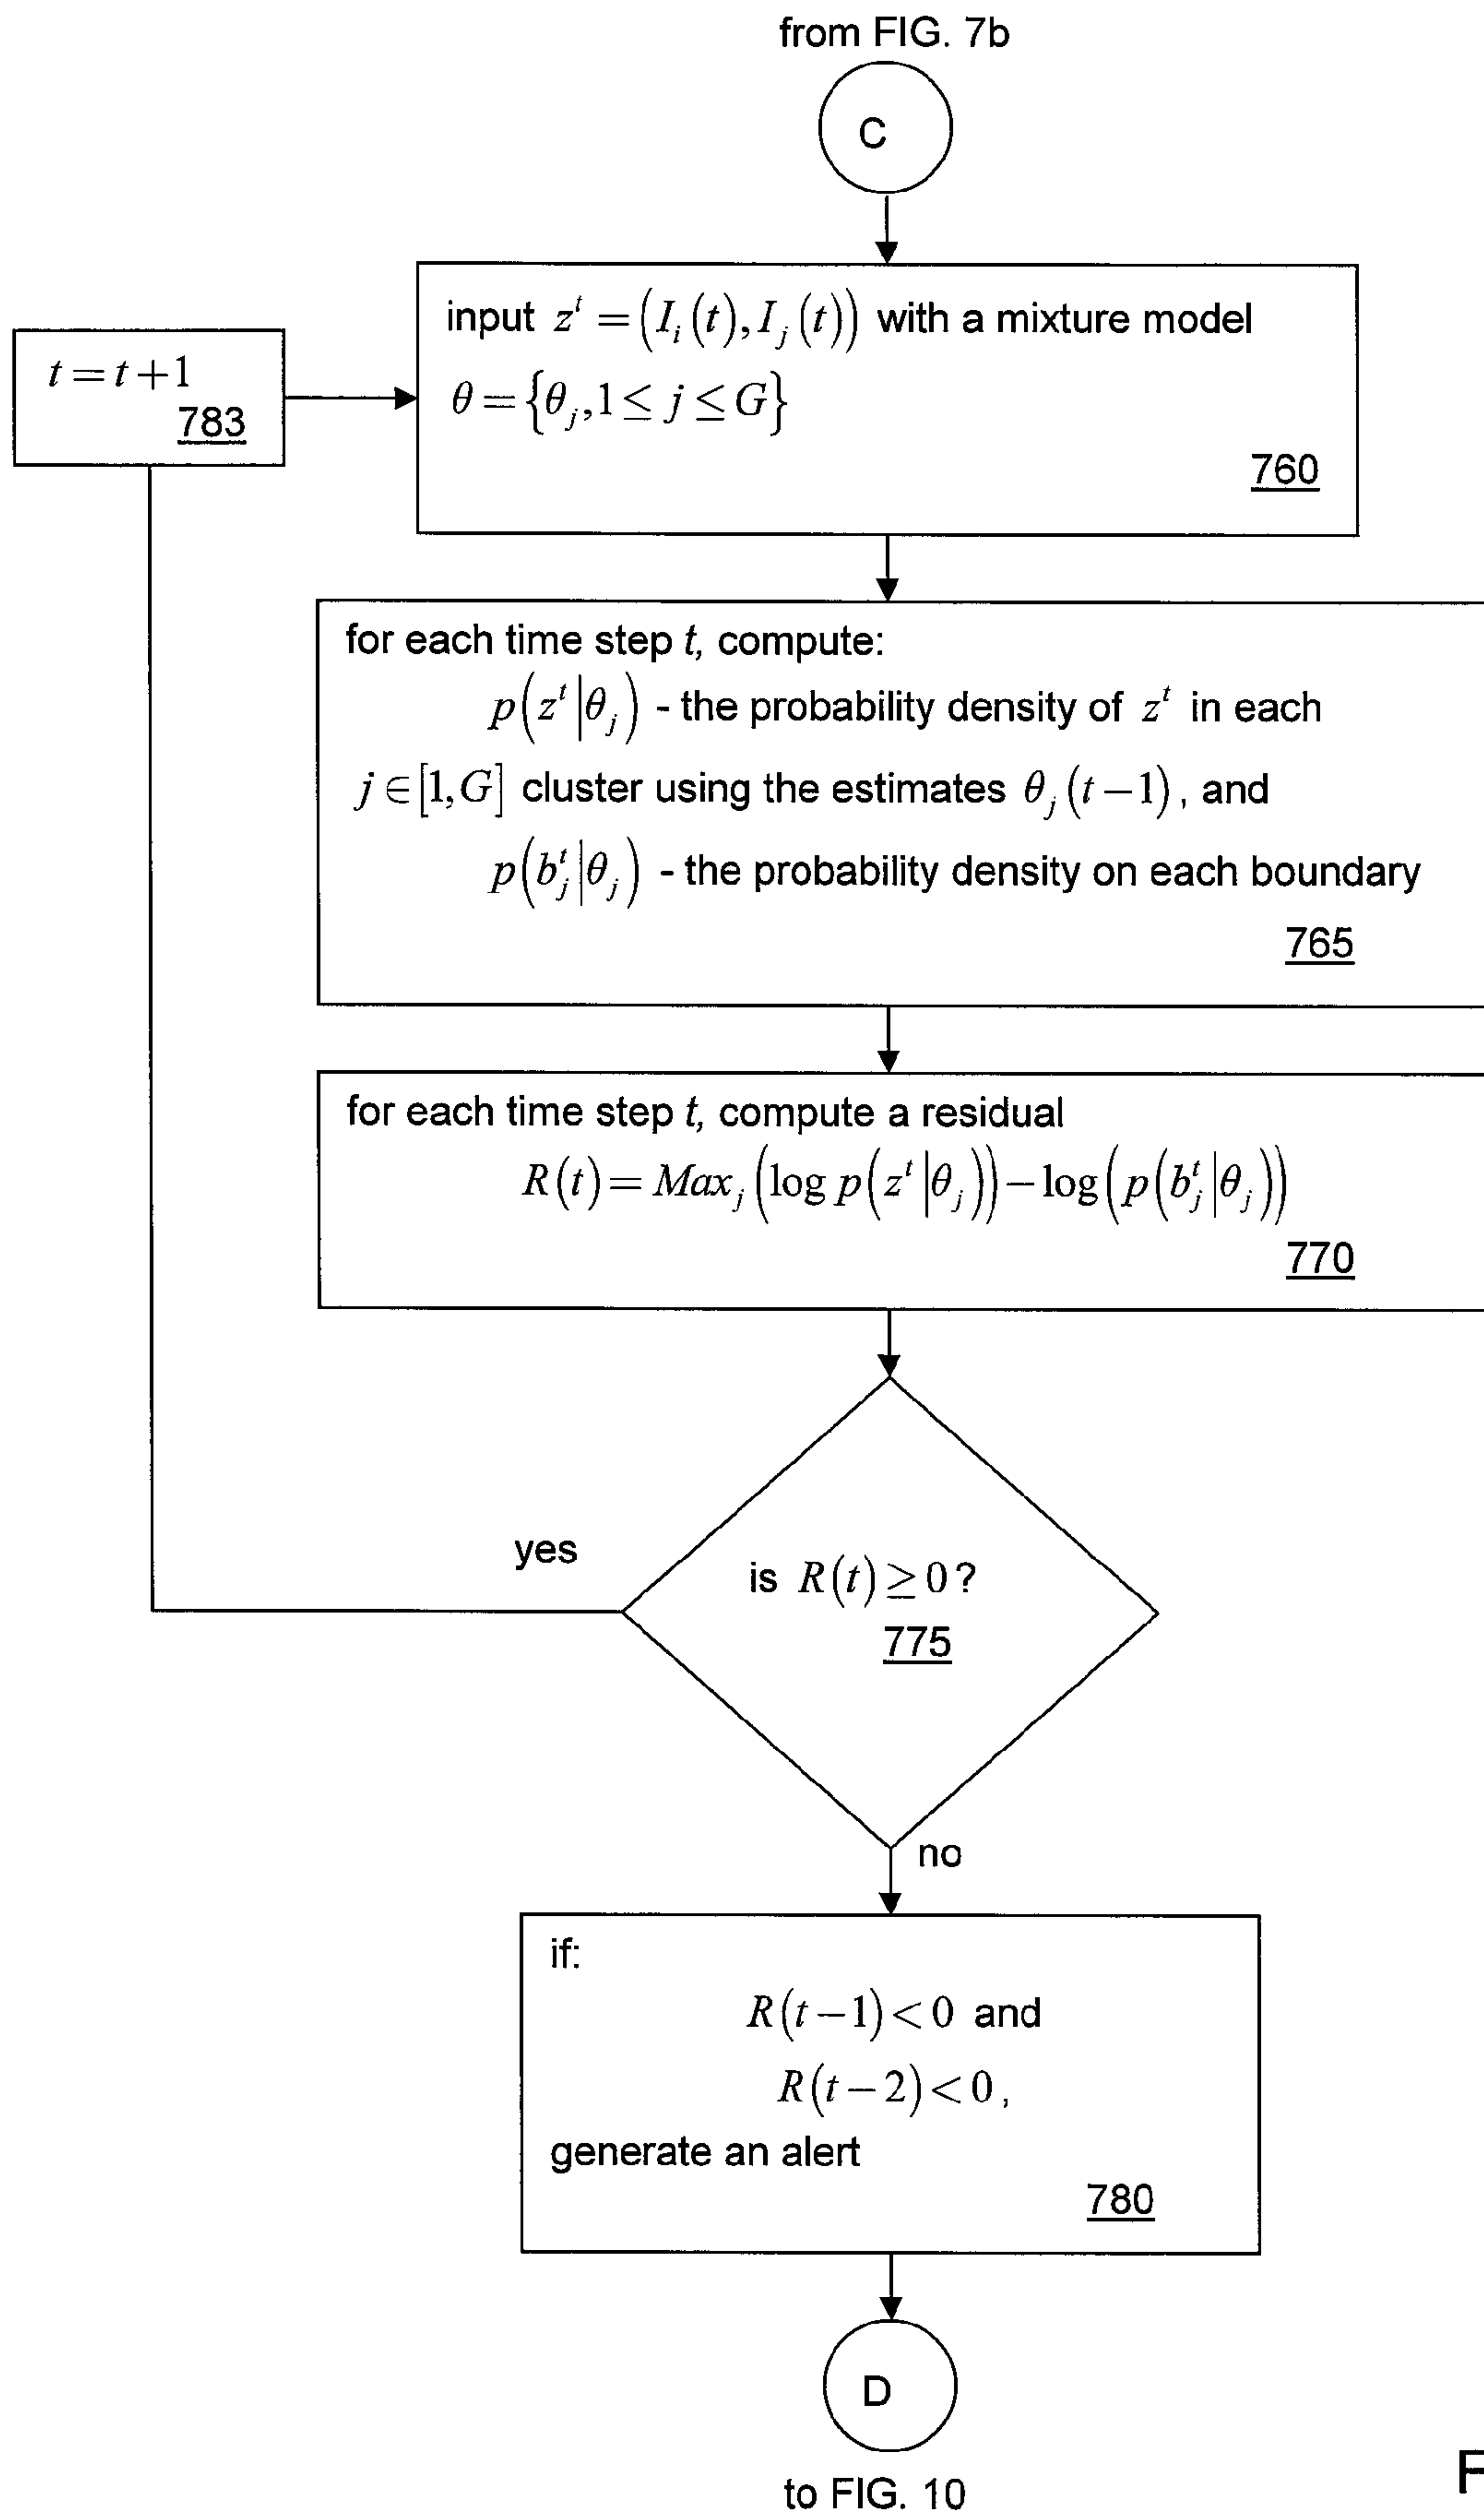 from FIG. 7b
C
t = t + 1
783
input z^t = (I_i(t), I_j(t)) with a mixture model
θ = {θ_j, 1 ≤ j ≤ G}
760
for each time step t, compute:
p(z^t | θ_j) - the probability density of z^t in each
j ∈ [1, G] cluster using the estimates θ_j(t−1), and
p(b_j^t | θ_j) - the probability density on each boundary
765
for each time step t, compute a residual
R(t) = Max_j(log p(z^t | θ_j)) − log(p(b_j^t | θ_j))
770
yes
is R(t) ≥ 0?
775
no
if:
R(t−1) < 0 and
R(t−2) < 0,
generate an alert
780
D
to FIG. 10